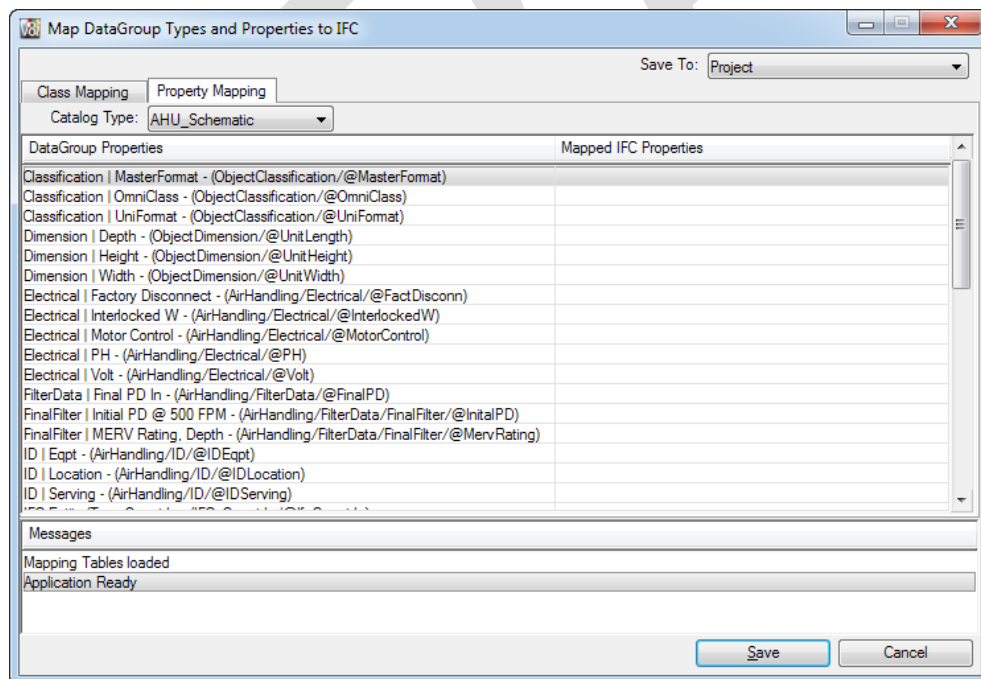 V8i Map DataGroup Types and Properties to IFC
Save To: Project
Class Mapping Property Mapping
Catalog Type: AHU_Schematic
DataGroup Properties Mapped IFC Properties
Classification | MasterFormat - (ObjectClassification/@MasterFormat)
Classification | OmniClass - (ObjectClassification/@OmniClass)
Classification | UniFormat - (ObjectClassification/@UniFormat)
Dimension | Depth - (ObjectDimension/@UnitLength)
Dimension | Height - (ObjectDimension/@UnitHeight)
Dimension | Width - (ObjectDimension/@UnitWidth)
Electrical | Factory Disconnect - (AirHandling/Electrical/@FactDisconn)
Electrical | Interlocked W - (AirHandling/Electrical/@InterlockedW)
Electrical | Motor Control - (AirHandling/Electrical/@MotorControl)
Electrical | PH - (AirHandling/Electrical/@PH)
Electrical | Volt - (AirHandling/Electrical/@Volt)
FilterData | Final PD In - (AirHandling/FilterData/@FinalPD)
FinalFilter | Initial PD @ 500 FPM - (AirHandling/FilterData/FinalFilter/@InitalPD)
FinalFilter | MERV Rating, Depth - (AirHandling/FilterData/FinalFilter/@MervRating)
ID | Eqpt - (AirHandling/ID/@IDEqpt)
ID | Location - (AirHandling/ID/@IDLocation)
ID | Serving - (AirHandling/ID/@IDServing)
Messages
Mapping Tables loaded
Application Ready
Save Cancel